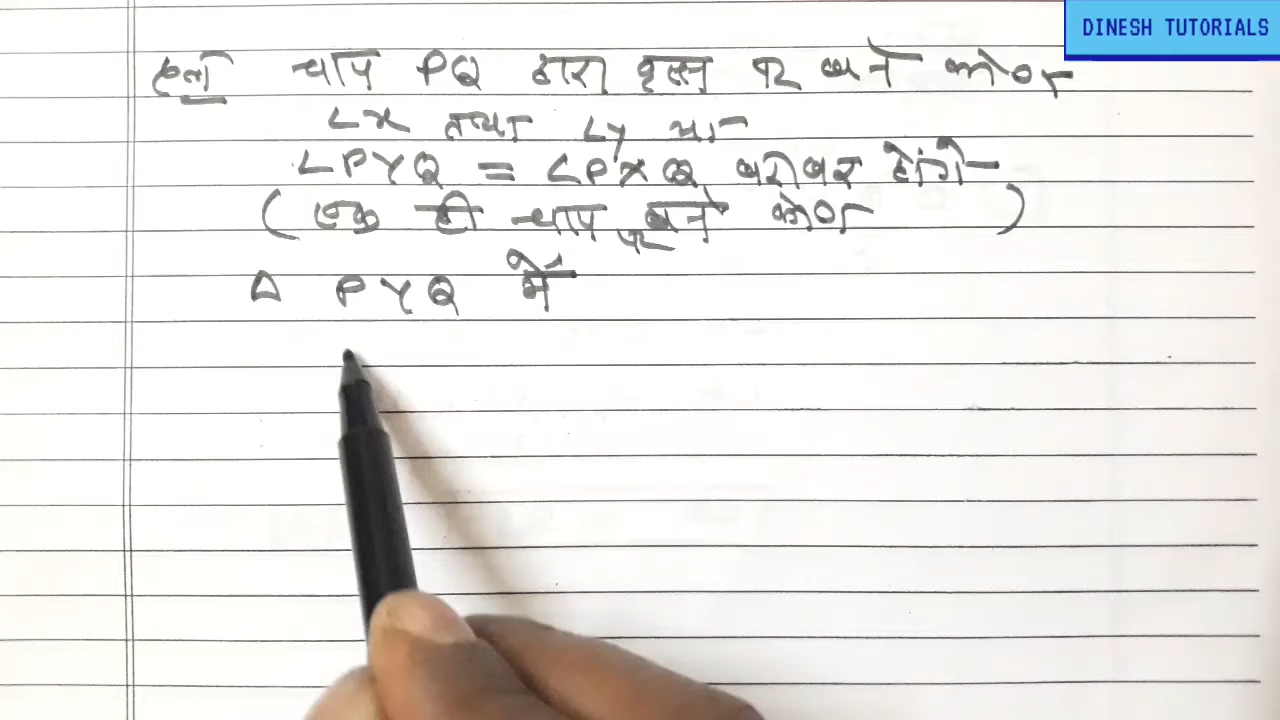 DINESH TUTORIALS
हल:- चाप PQ द्वारा वृत्त पर बने कोण
∠x तथा ∠y या
∠PYQ = ∠PXQ बराबर होंगे
(एक ही चाप पर बने कोण)
△ PYQ में